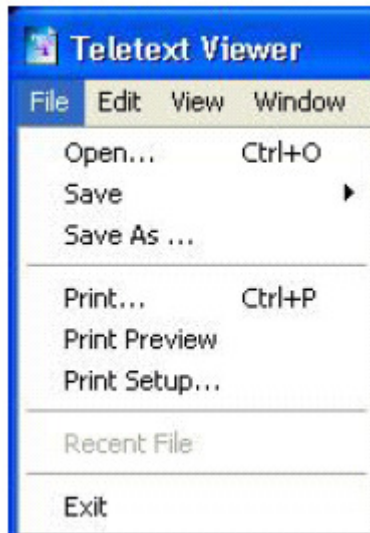 Teletext Viewer
File Edit View Window
Open... Ctrl+O
Save
Save As ...
Print... Ctrl+P
Print Preview
Print Setup...
Recent File
Exit